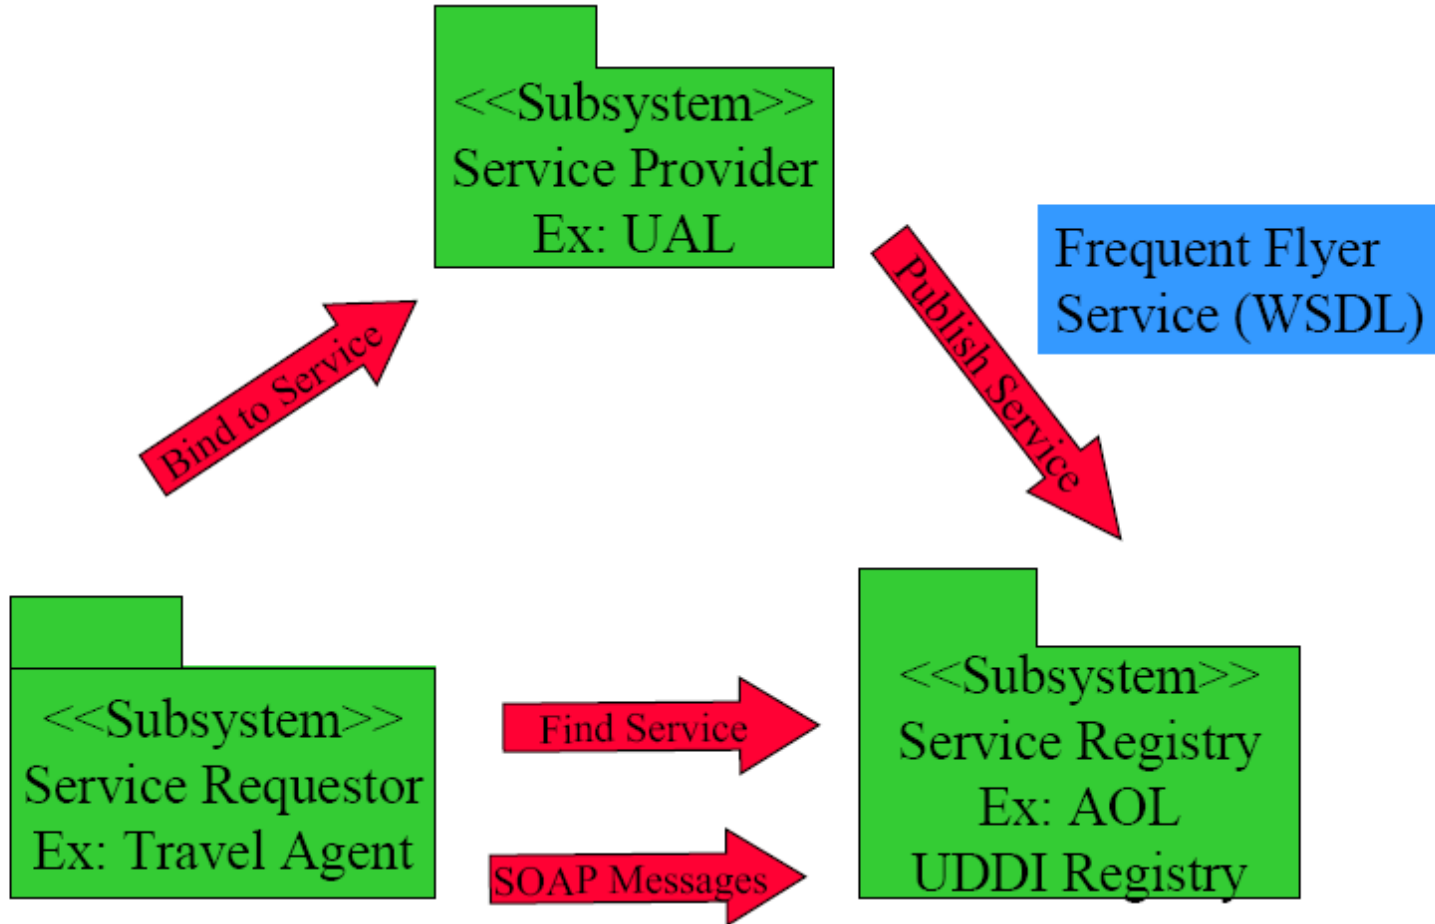 <<Subsystem>>
Service Provider
Ex: UAL
Frequent Flyer
Service (WSDL)
Publish Service
Bind to Service
<<Subsystem>>
Service Requestor
Ex: Travel Agent
Find Service
SOAP Messages
<<Subsystem>>
Service Registry
Ex: AOL
UDDI Registry